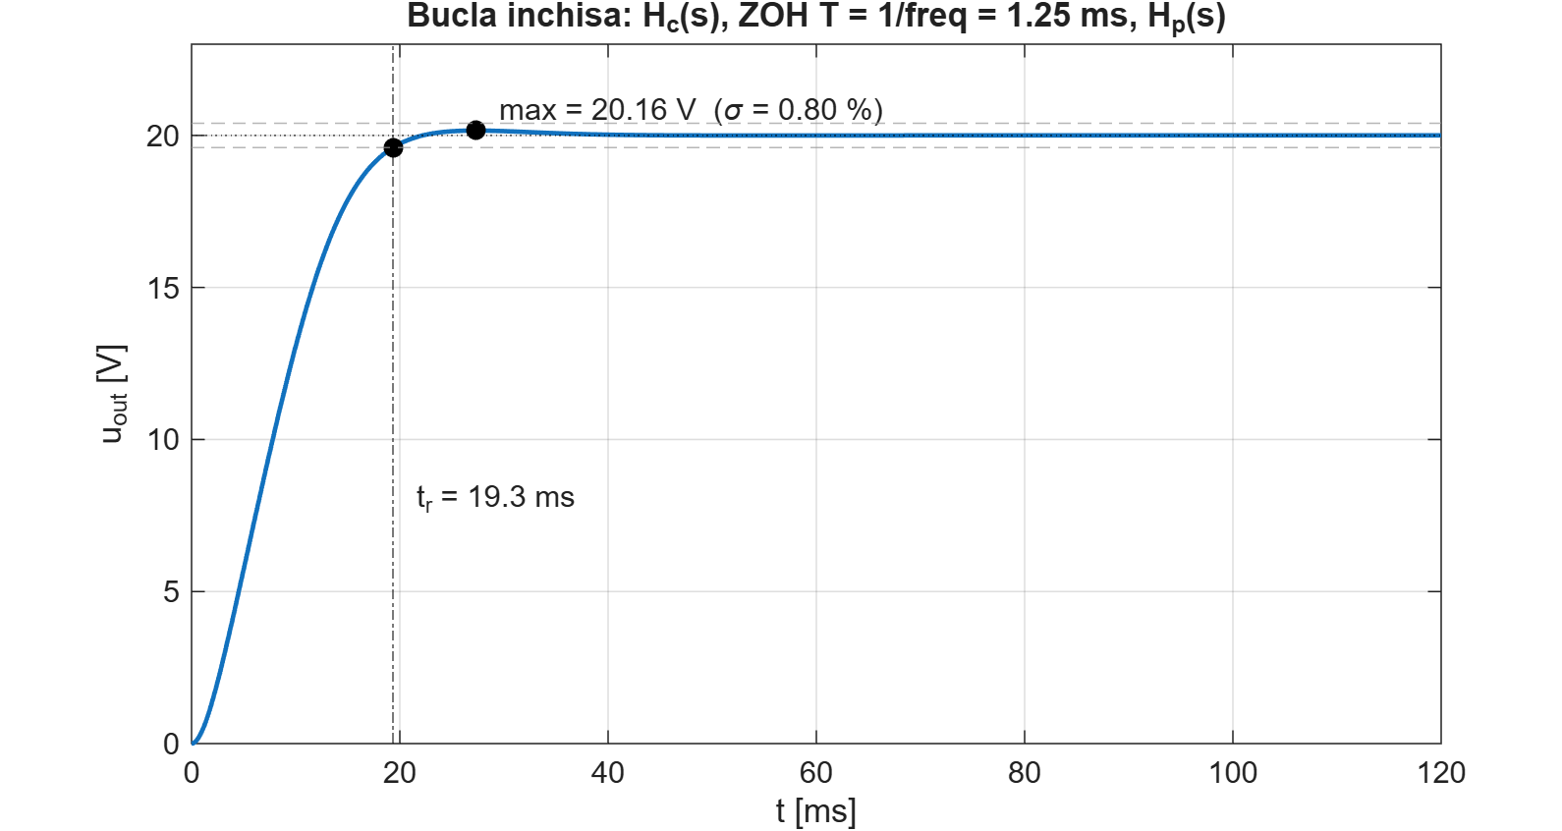 Bucla inchisa: Hc(s), ZOH T = 1/freq = 1.25 ms, Hp(s)
max = 20.16 V (σ = 0.80 %)
20
15
10
5
0
uout [V]
tr = 19.3 ms
0 20 40 60 80 100 120
t [ms]